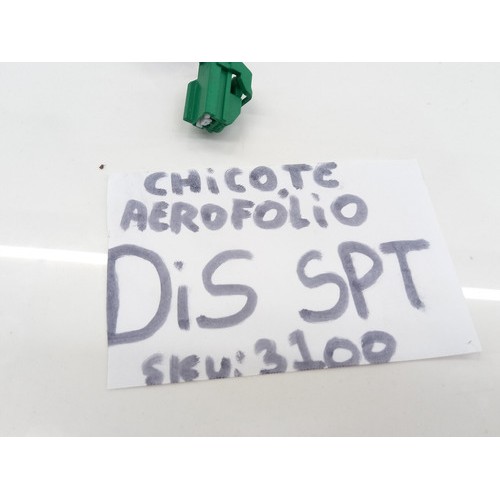 CHICOTE
AEROFOLIO
DiS SPT
SKU: 3100